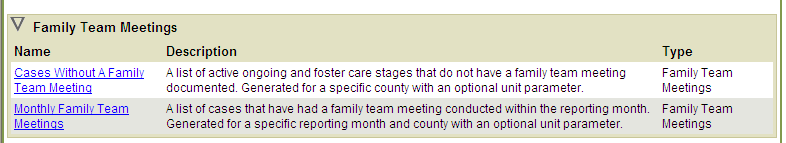 Family Team Meetings
Name Description Type
Cases Without A Family A list of active ongoing and foster care stages that do not have a family team meeting Family Team
Team Meeting documented. Generated for a specific county with an optional unit parameter. Meetings
Monthly Family Team A list of cases that have had a family team meeting conducted within the reporting month. Family Team
Meetings Generated for a specific reporting month and county with an optional unit parameter. Meetings